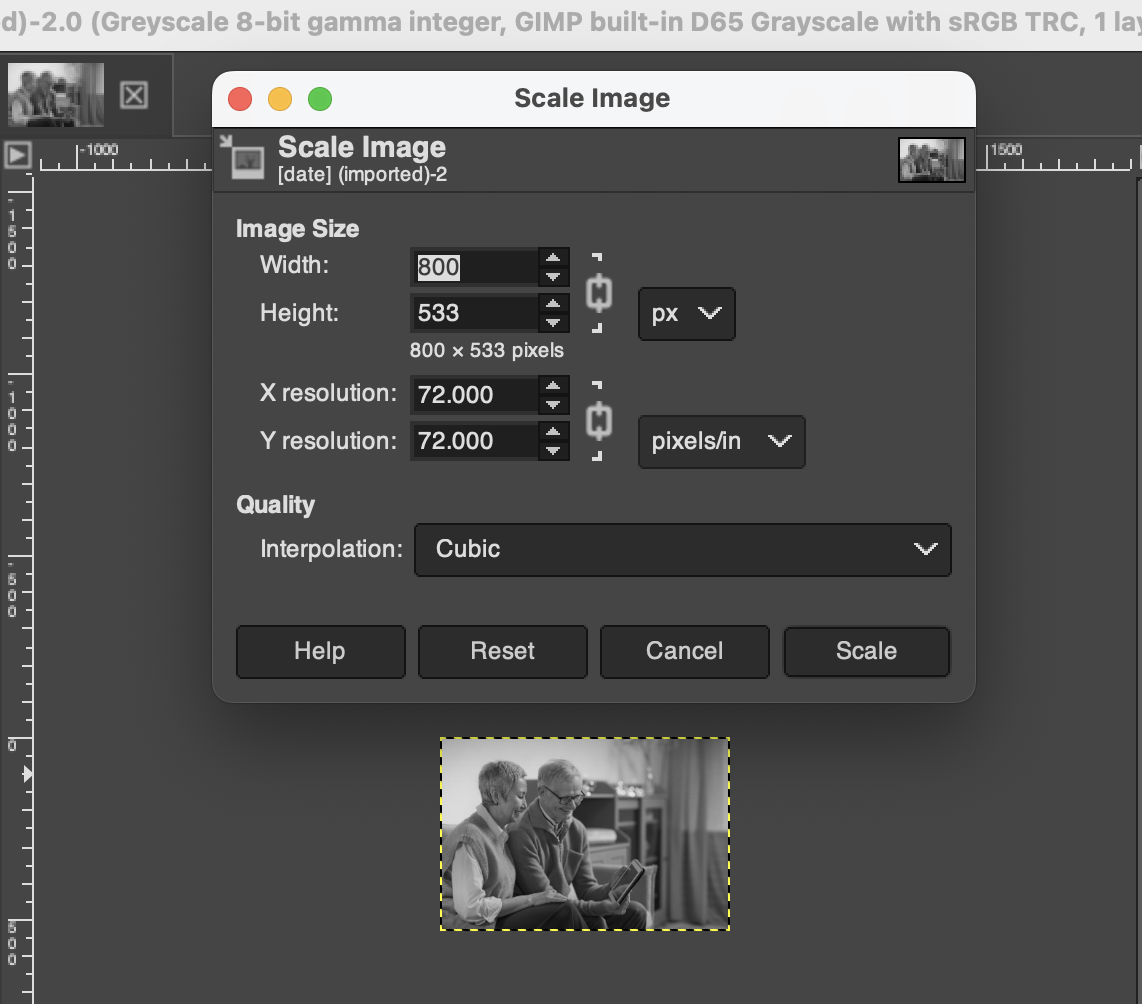 d)-2.0 (Greyscale 8-bit gamma integer, GIMP built-in D65 Grayscale with sRGB TRC, 1 lay
Scale Image
-1000
1500
Scale Image
[date] (imported)-2
Image Size
Width: 800
Height: 533
px
800 × 533 pixels
X resolution: 72.000
Y resolution: 72.000
pixels/in
Quality
Interpolation: Cubic
Help Reset Cancel Scale
-1500
-1000
-500
0
500